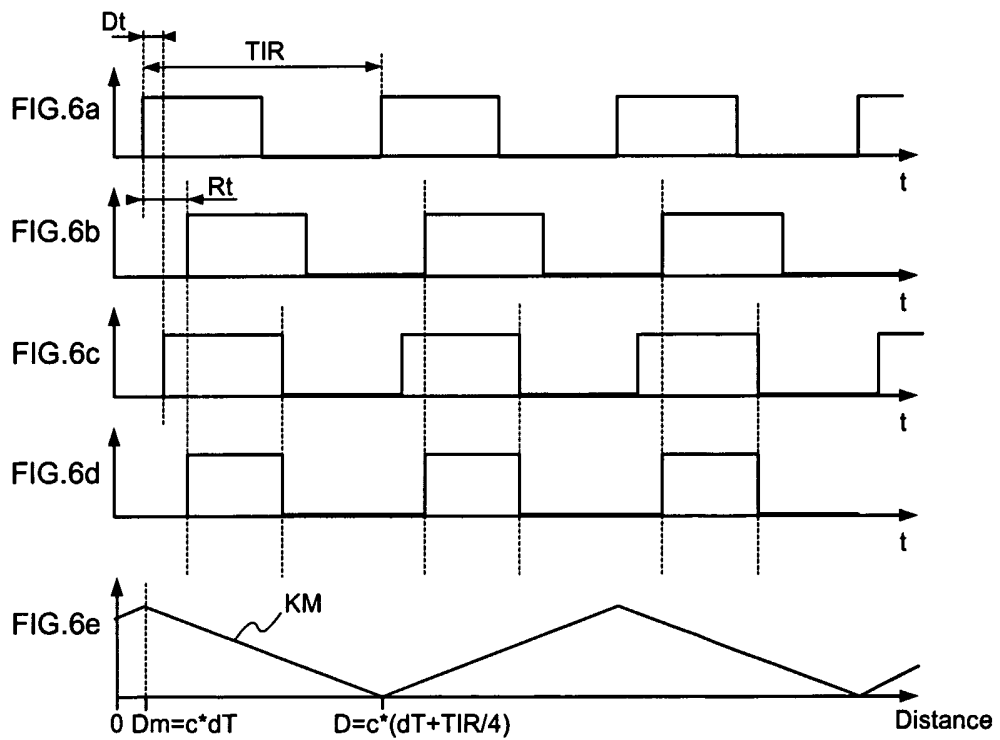 Dt
TIR
FIG.6a
t
Rt
FIG.6b
t
FIG.6c
t
FIG.6d
t
KM
FIG.6e
0 Dm=c*dT D=c*(dT+TIR/4) Distance